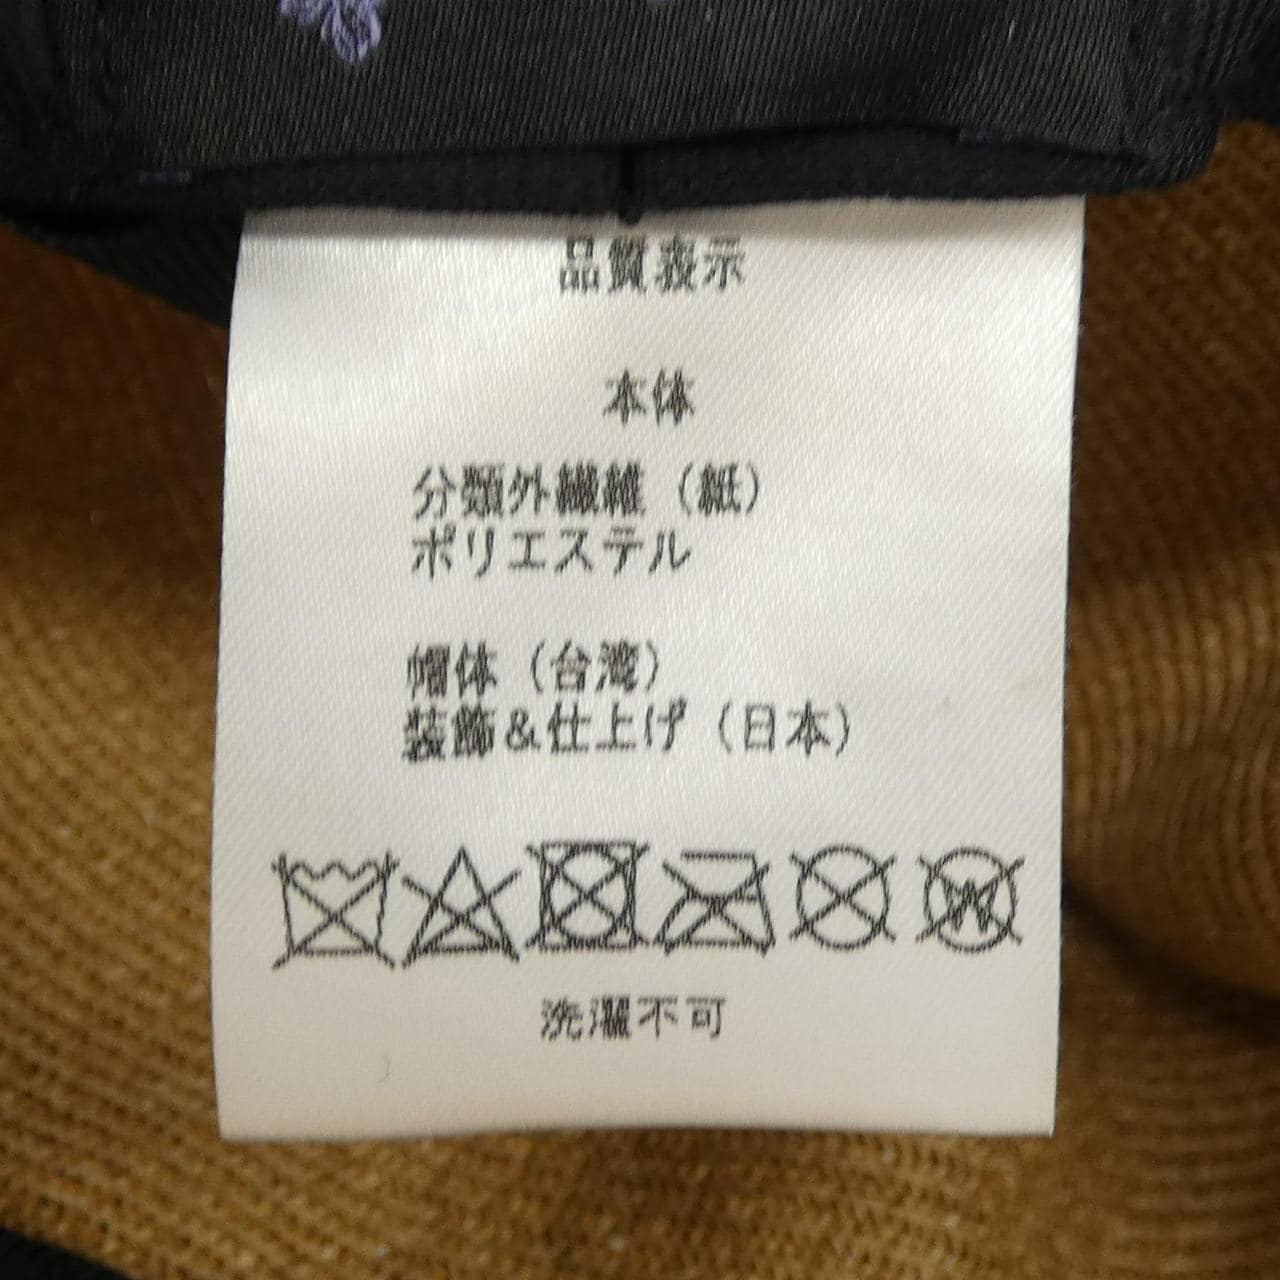 品質表示
本体
分類外繊維（紙）
ポリエステル
帽体（台湾）
装飾＆仕上げ（日本）
W
洗濯不可